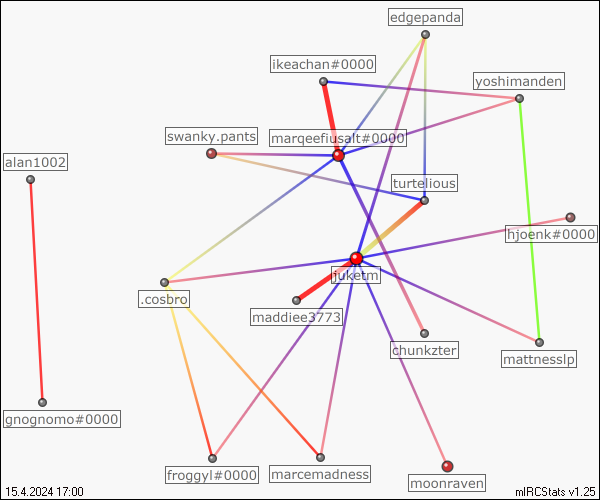 edgepanda
ikeachan#0000
yoshimanden
swanky.pants
marqeefiusalt#0000
alan1002
turtelious
hjoenk#0000
juketm
.cosbro
maddiee3773
chunkzter
mattnesslp
gnognomo#0000
froggyl#0000
marcemadness
moonraven
15.4.2024 17:00
mIRCStats v1.25